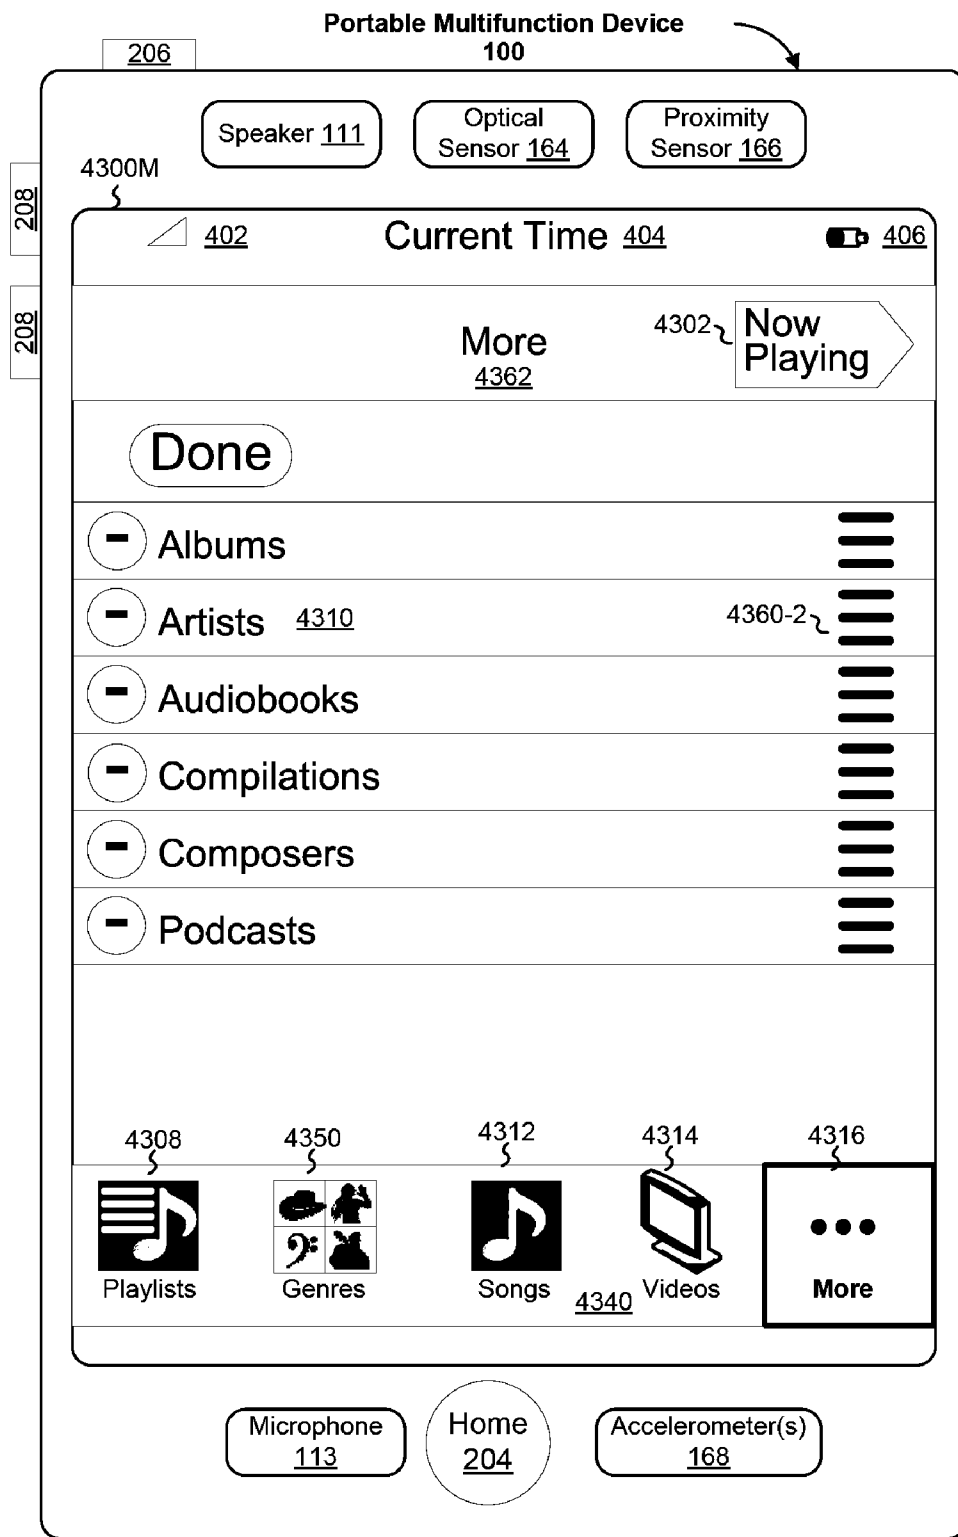 Portable Multifunction Device
100
206
Speaker 111
Optical
Sensor 164
Proximity
Sensor 166
4300M
208
402
Current Time 404
406
208
More
4362
4302
Now
Playing
Done
- Albums
- Artists 4310
4360-2
- Audiobooks
- Compilations
- Composers
- Podcasts
4308
4350
4312
4314
4316
Playlists
Genres
Songs
4340
Videos
More
Microphone
113
Home
204
Accelerometer(s)
168